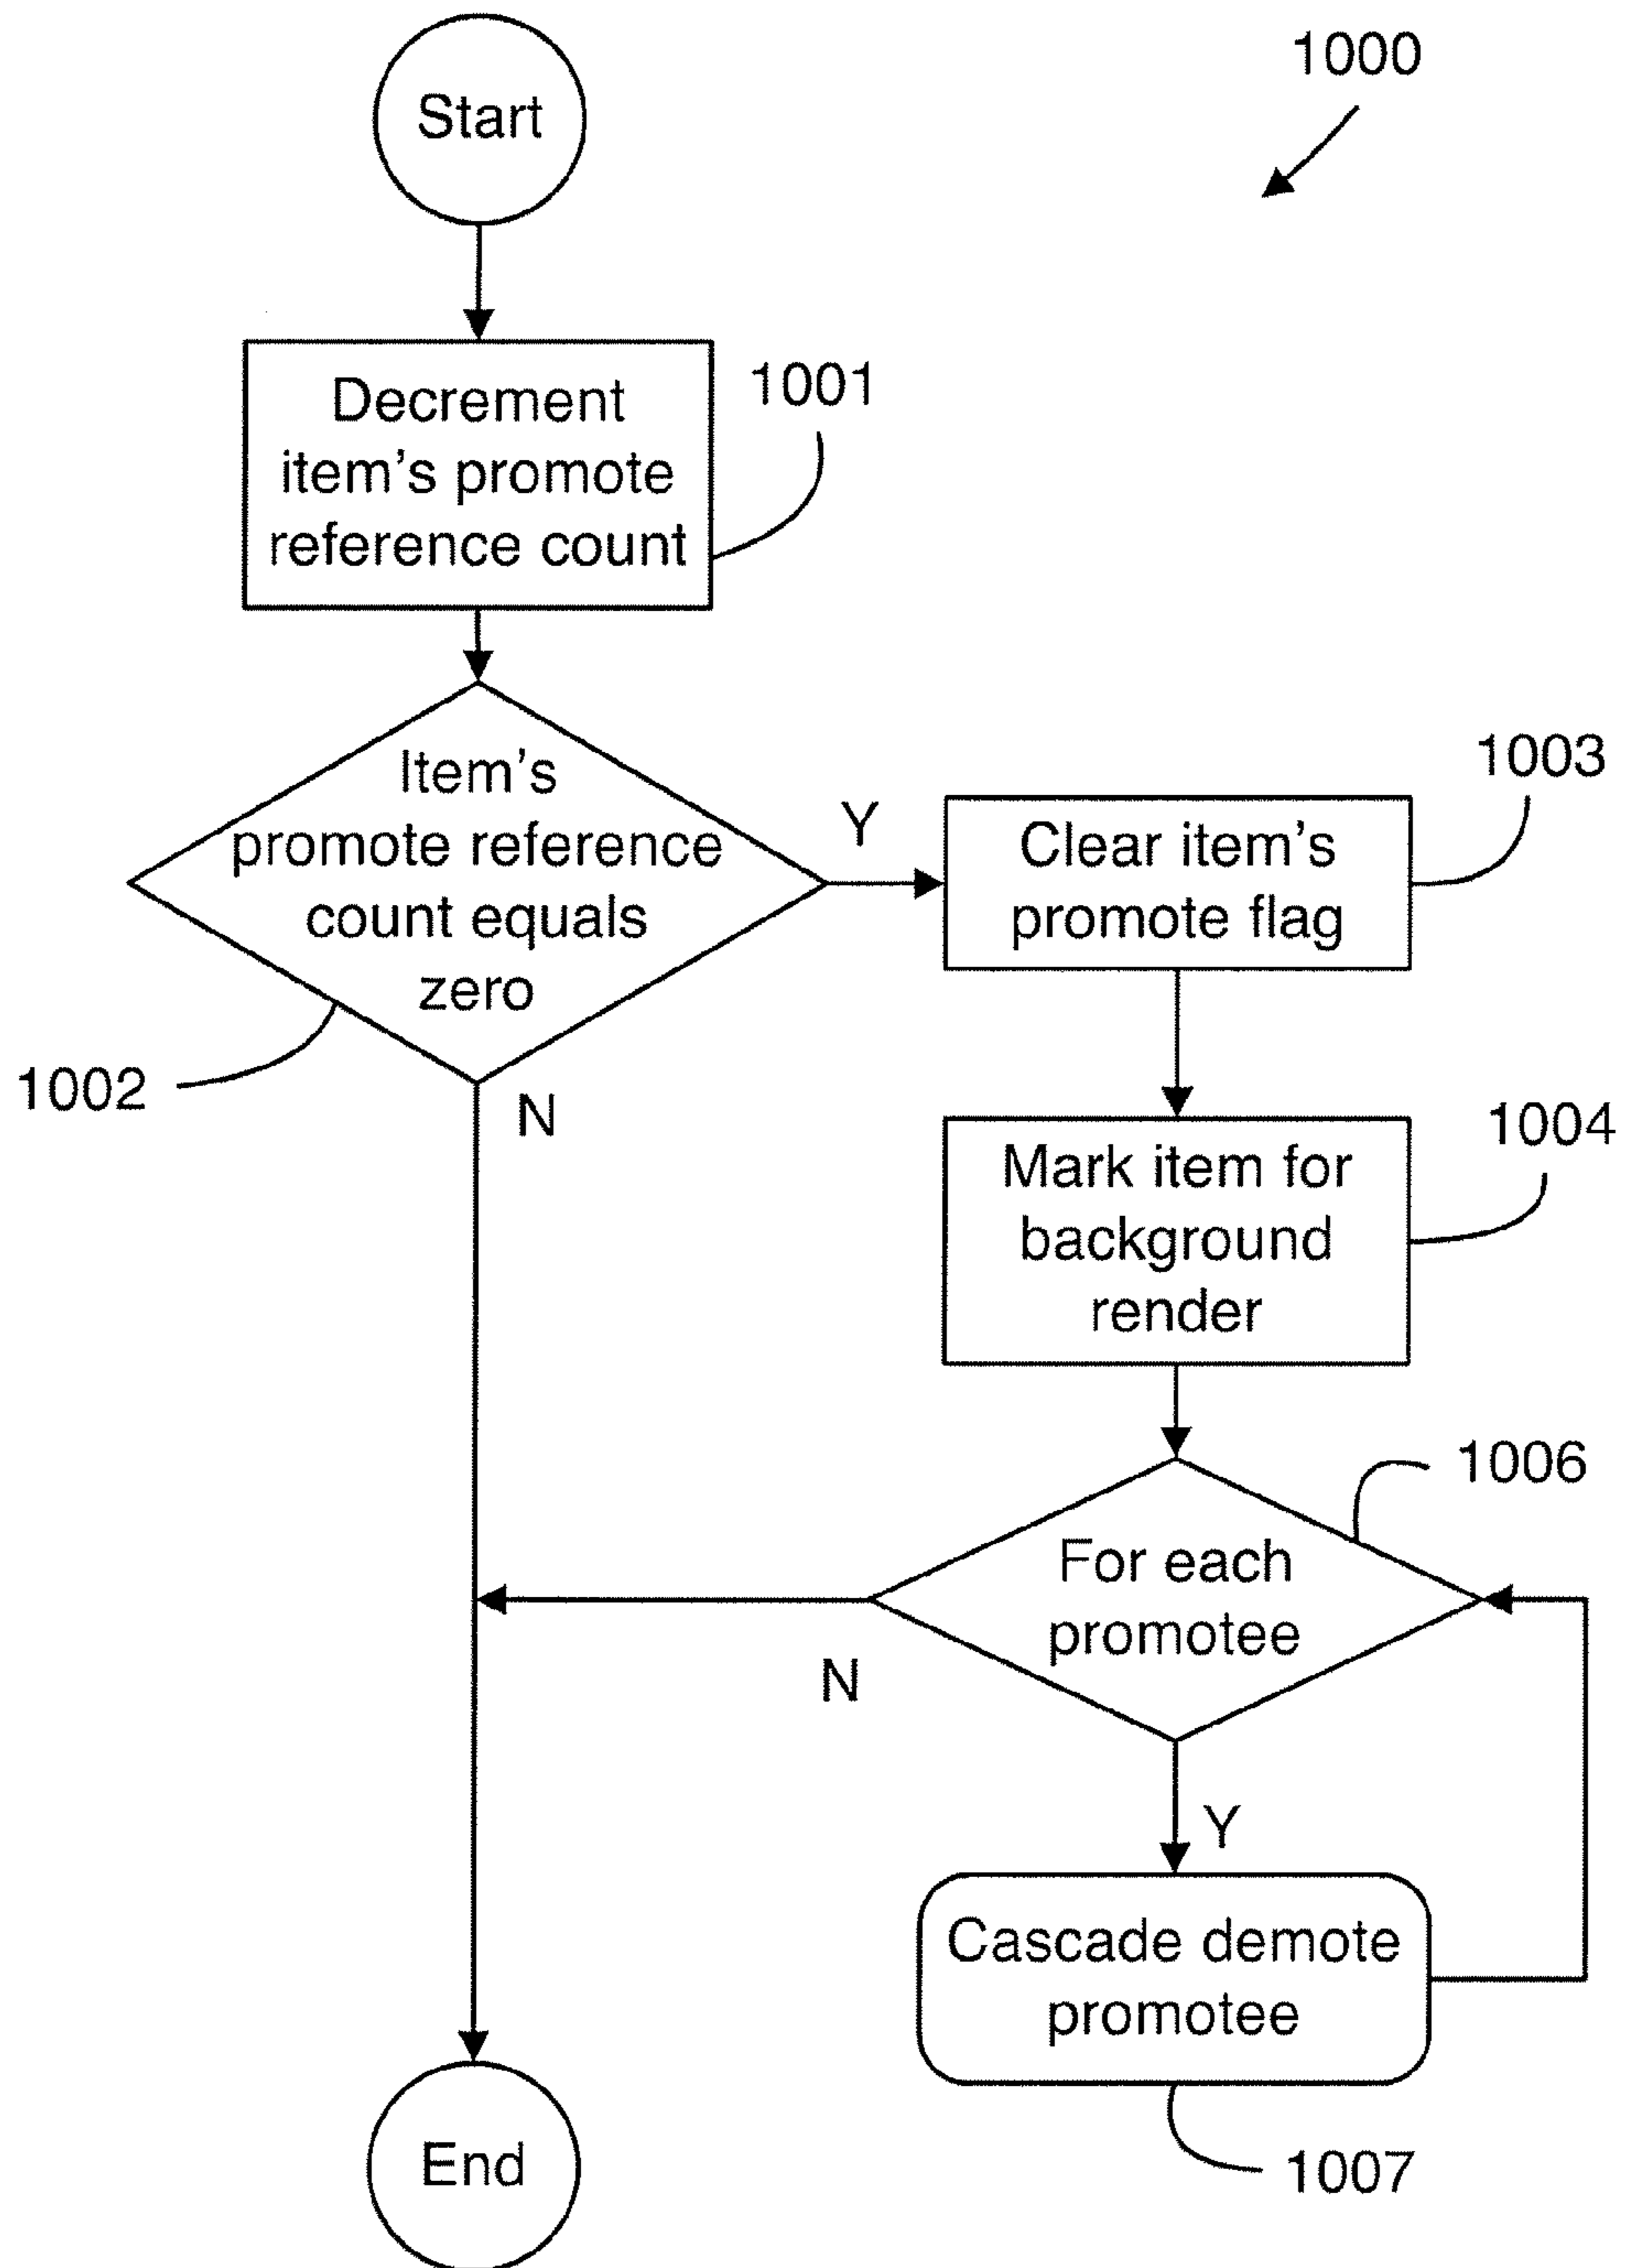 Start
1000
Decrement
item's promote
reference count
1001
Item's
promote reference
count equals
zero
1002
Y
N
Clear item's
promote flag
1003
Mark item for
background
render
1004
For each
promotee
1006
N
Y
Cascade demote
promotee
1007
End